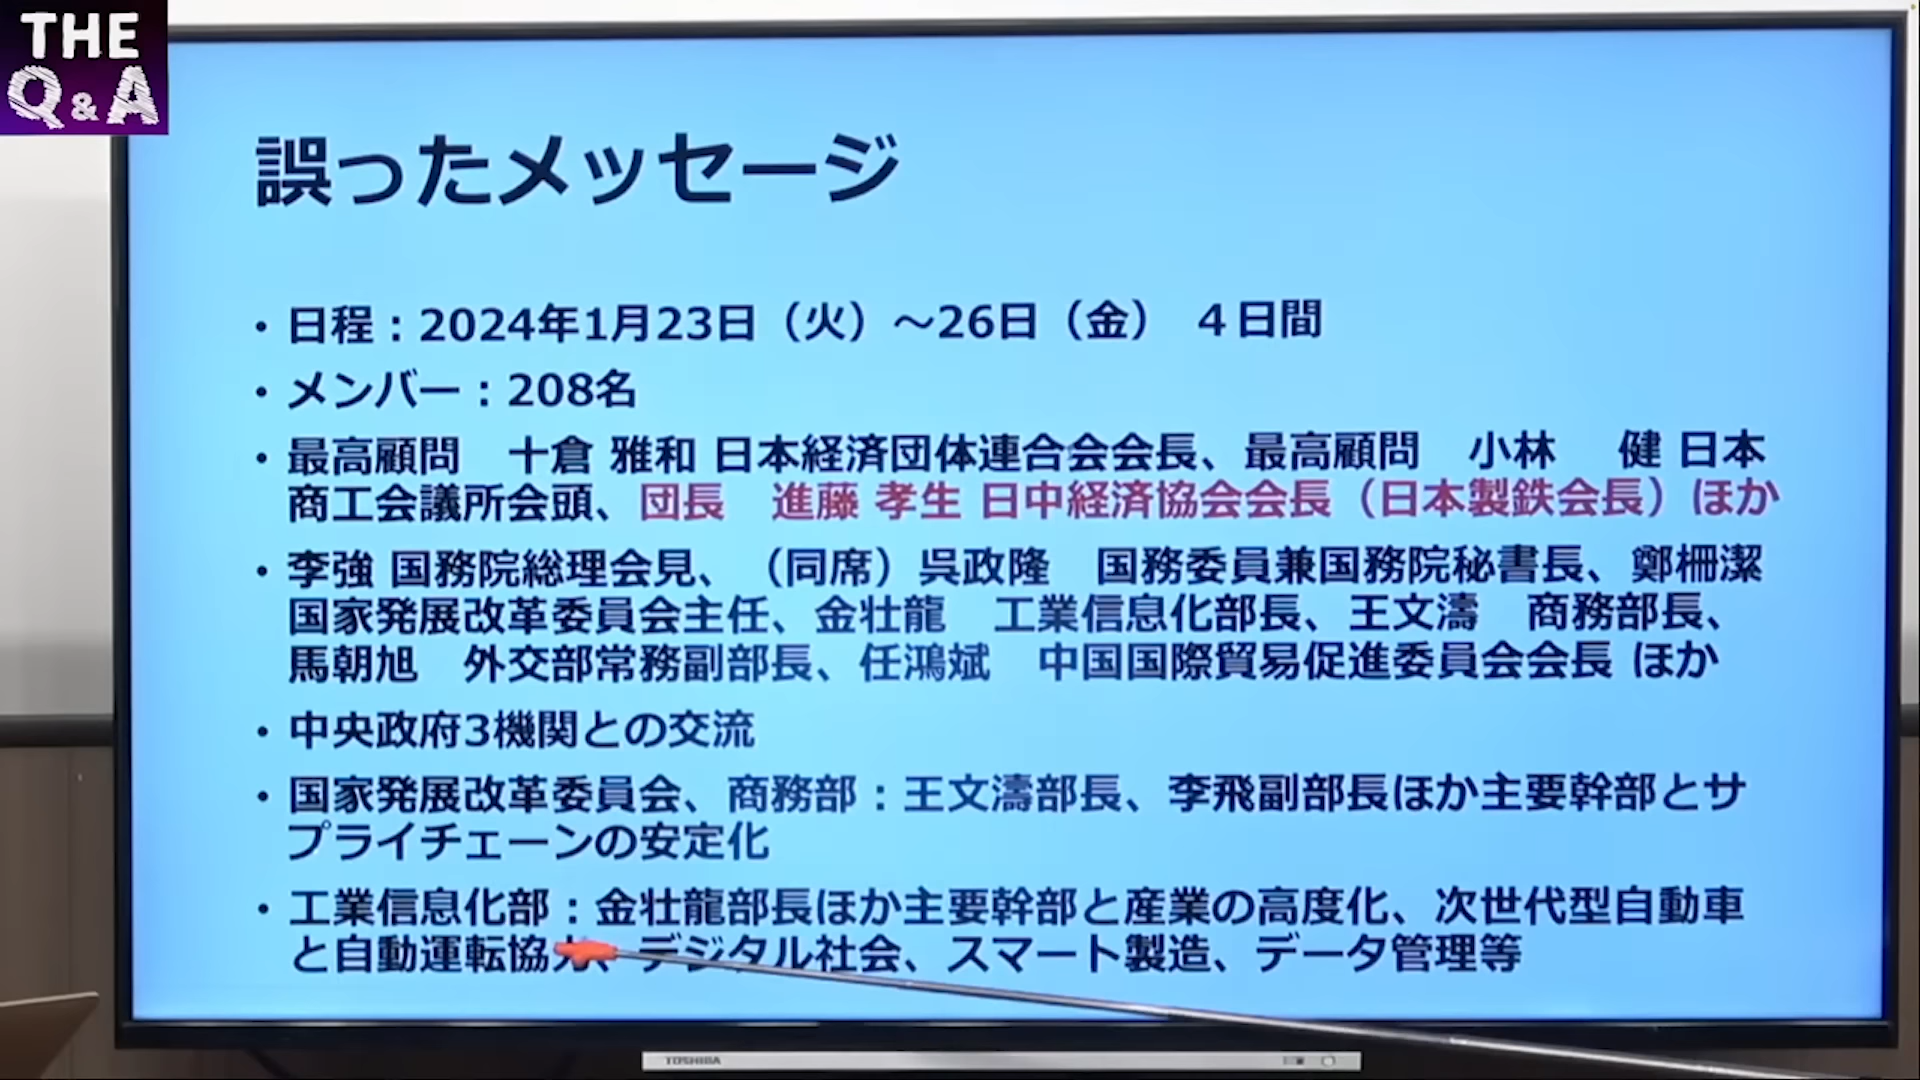 THE
Q&A
誤ったメッセージ
・日程：2024年1月23日（火）～26日（金） ４日間
・メンバー：208名
・最高顧問　十倉 雅和 日本経済団体連合会会長、最高顧問　小林　健 日本
商工会議所会頭、団長　進藤 孝生 日中経済協会会長（日本製鉄会長）ほか
・李強 国務院総理会見、（同席）呉政隆　国務委員兼国務院秘書長、鄭柵潔
国家発展改革委員会主任、金壮龍　工業信息化部長、王文濤　商務部長、
馬朝旭　外交部常務副部長、任鴻斌　中国国際貿易促進委員会会長 ほか
・中央政府3機関との交流
・国家発展改革委員会、商務部：王文濤部長、李飛副部長ほか主要幹部とサ
プライチェーンの安定化
・工業信息化部：金壮龍部長ほか主要幹部と産業の高度化、次世代型自動車
と自動運転協力、デジタル社会、スマート製造、データ管理等
TOSHIBA